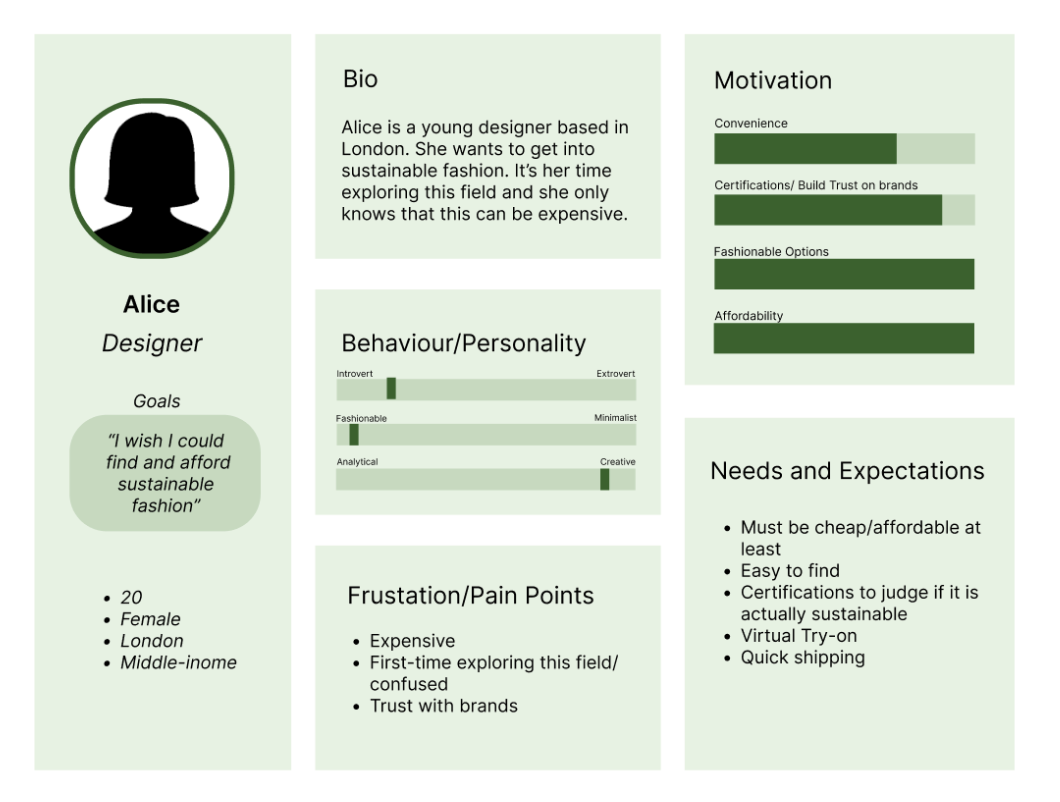 Alice
Designer
Goals
“I wish I could
find and afford
sustainable
fashion”
• 20
• Female
• London
• Middle-inome
Bio
Alice is a young designer based in
London. She wants to get into
sustainable fashion. It’s her time
exploring this field and she only
knows that this can be expensive.
Behaviour/Personality
Introvert Extrovert
Fashionable Minimalist
Analytical Creative
Frustation/Pain Points
• Expensive
• First-time exploring this field/
confused
• Trust with brands
Motivation
Convenience
Certifications/ Build Trust on brands
Fashionable Options
Affordability
Needs and Expectations
• Must be cheap/affordable at
least
• Easy to find
• Certifications to judge if it is
actually sustainable
• Virtual Try-on
• Quick shipping